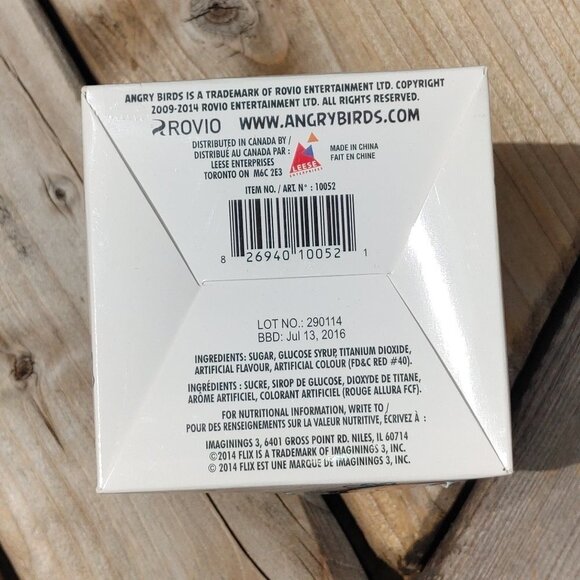 ANGRY BIRDS IS A TRADEMARK OF ROVIO ENTERTAINMENT LTD. COPYRIGHT
2009-2014 ROVIO ENTERTAINMENT LTD. ALL RIGHTS RESERVED.
ROVIO WWW.ANGRYBIRDS.COM
DISTRIBUTED IN CANADA BY /
DISTRIBUÉ AU CANADA PAR :
LEESE ENTERPRISES
TORONTO ON M6C 2E3
LEESE
ENTERPRISES
MADE IN CHINA
FAIT EN CHINE
ITEM NO. / ART. N° : 10052
8 26940 10052 1
LOT NO.: 290114
BBD: Jul 13, 2016
INGREDIENTS: SUGAR, GLUCOSE SYRUP, TITANIUM DIOXIDE,
ARTIFICIAL FLAVOUR, ARTIFICIAL COLOUR (FD&C RED #40).
INGRÉDIENTS : SUCRE, SIROP DE GLUCOSE, DIOXYDE DE TITANE,
ARÔME ARTIFICIEL, COLORANT ARTIFICIEL (ROUGE ALLURA FCF).
FOR NUTRITIONAL INFORMATION, WRITE TO /
POUR DES RENSEIGNEMENTS SUR LA VALEUR NUTRITIVE, ÉCRIVEZ À :
IMAGININGS 3, 6401 GROSS POINT RD. NILES, IL 60714
©2014 FLIX IS A TRADEMARK OF IMAGININGS 3, INC.
©2014 FLIX EST UNE MARQUE DE IMAGININGS 3, INC.